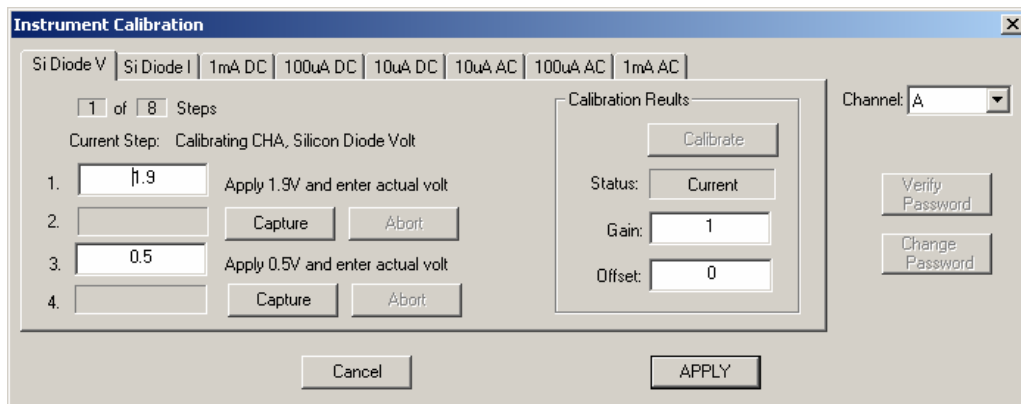 Instrument Calibration
Si Diode V Si Diode I 1mA DC 100uA DC 10uA DC 10uA AC 100uA AC 1mA AC
1 of 8 Steps
Current Step: Calibrating CHA, Silicon Diode Volt
1. 1.9 Apply 1.9V and enter actual volt
2. Capture Abort
3. 0.5 Apply 0.5V and enter actual volt
4. Capture Abort
Calibration Reults
Calibrate
Status: Current
Gain: 1
Offset: 0
Channel: A
Verify
Password
Change
Password
Cancel APPLY